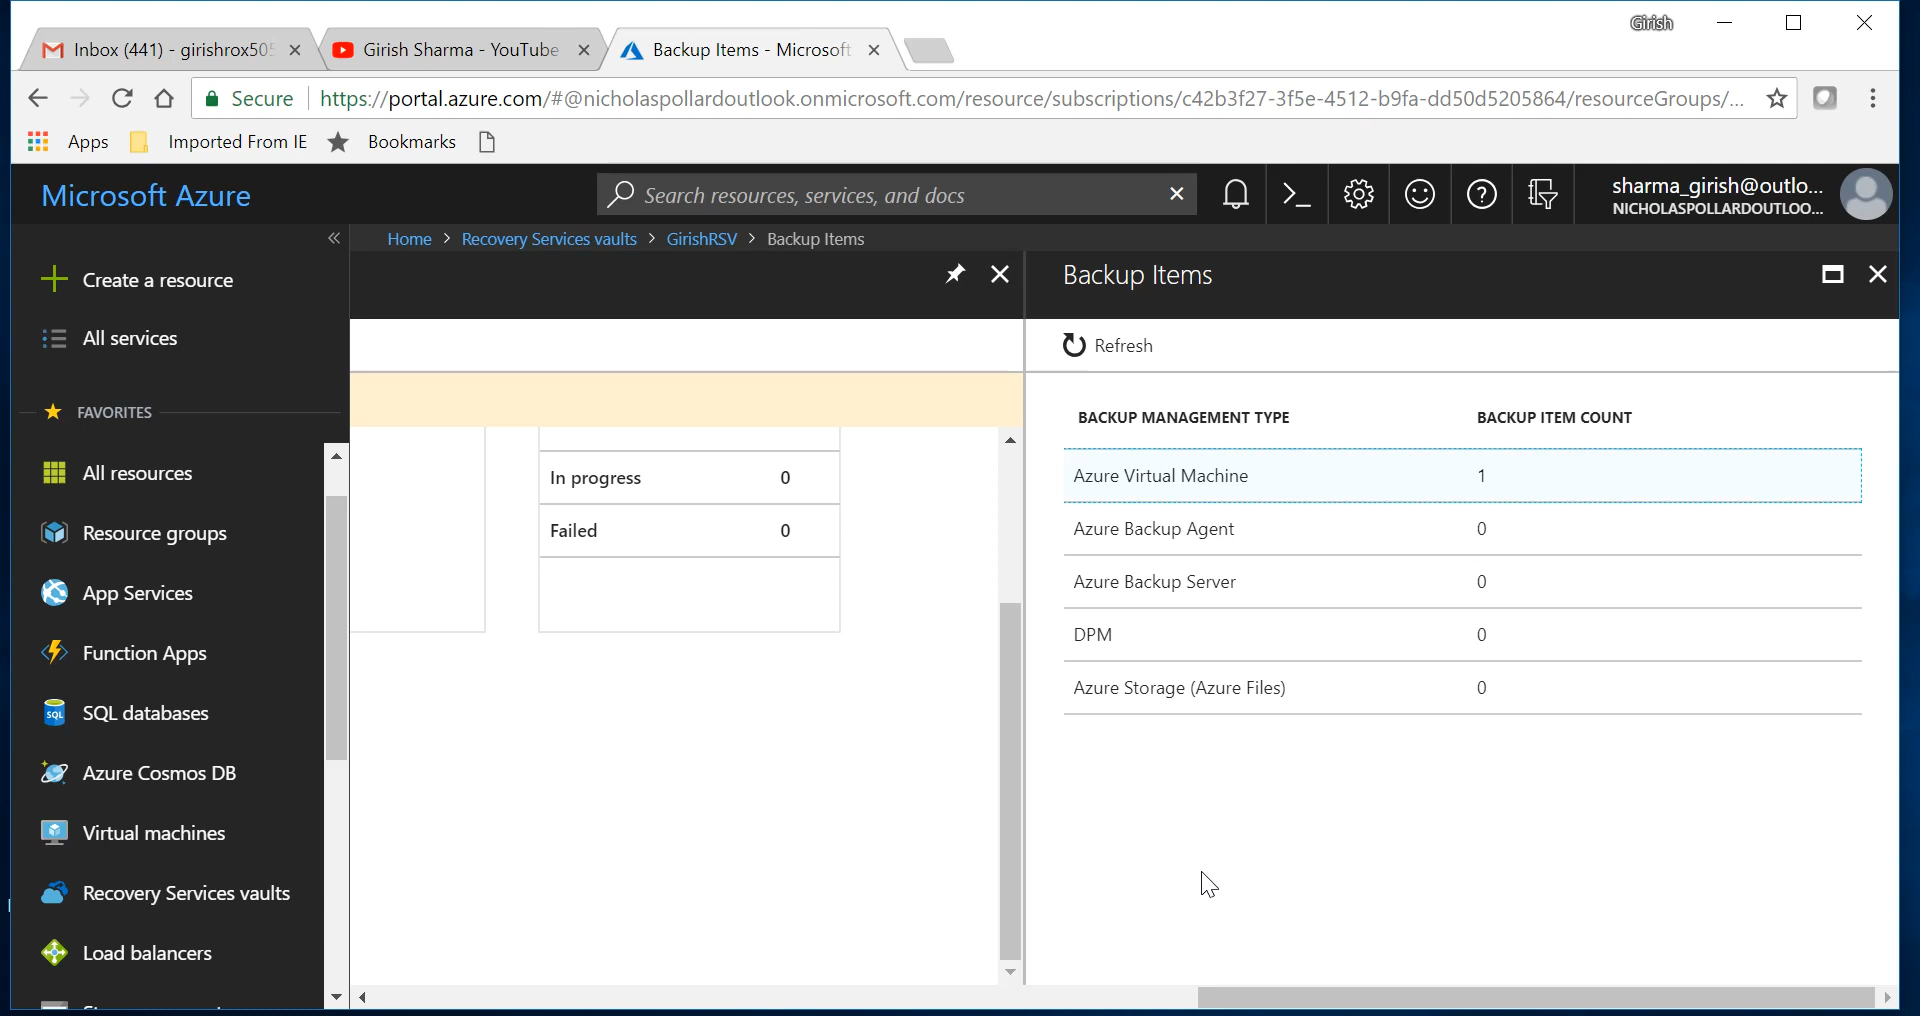 Girish
Inbox (441) - girishrox505
Girish Sharma - YouTube
Backup Items - Microsoft
Secure
https://portal.azure.com/#@nicholaspollardoutlook.onmicrosoft.com/resource/subscriptions/c42b3f27-3f5e-4512-b9fa-dd50d5205864/resourceGroups/...
Apps
Imported From IE
Bookmarks
Microsoft Azure
Search resources, services, and docs
sharma_girish@outlo...
NICHOLASPOLLARDOUTLOO...
Home > Recovery Services vaults > GirishRSV > Backup Items
Create a resource
All services
FAVORITES
All resources
Resource groups
App Services
Function Apps
SQL
SQL databases
Azure Cosmos DB
Virtual machines
Recovery Services vaults
Load balancers
In progress 0
Failed 0
Backup Items
Refresh
BACKUP MANAGEMENT TYPE BACKUP ITEM COUNT
Azure Virtual Machine 1
Azure Backup Agent 0
Azure Backup Server 0
DPM 0
Azure Storage (Azure Files) 0